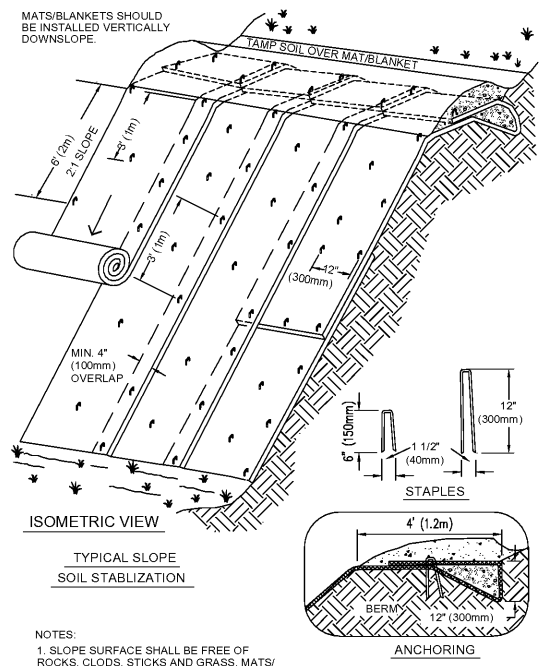 MATS/BLANKETS SHOULD
BE INSTALLED VERTICALLY
DOWNSLOPE.
TAMP SOIL OVER MAT/BLANKET
6' (2m)
2:1 SLOPE
3' (1m)
3' (1m)
12"
(300mm)
MIN. 4"
(100mm)
OVERLAP
6" (150mm)
12"
(300mm)
1 1/2"
(40mm)
STAPLES
ISOMETRIC VIEW
TYPICAL SLOPE
SOIL STABLIZATION
4' (1.2m)
BERM
12" (300mm)
ANCHORING
NOTES:
1. SLOPE SURFACE SHALL BE FREE OF
ROCKS, CLODS, STICKS AND GRASS. MATS/